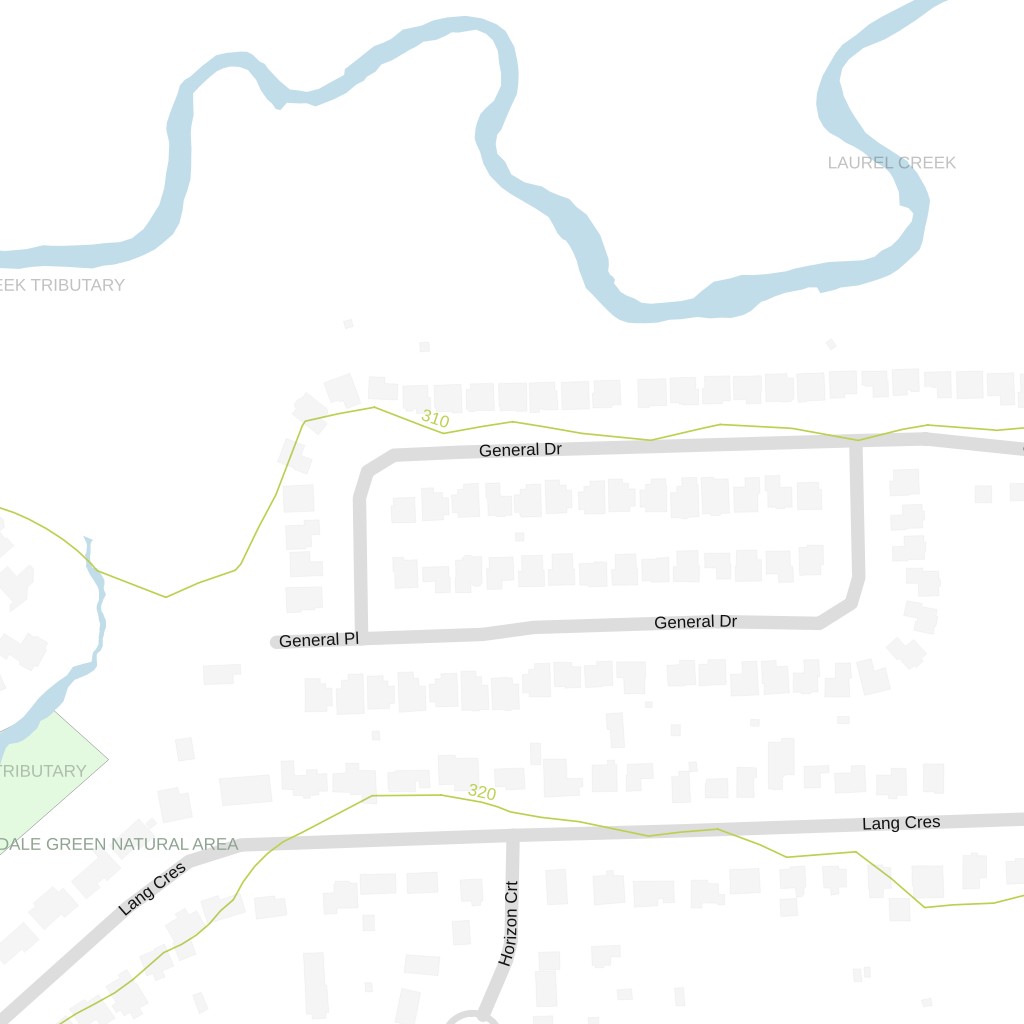 LAUREL CREEK
EEK TRIBUTARY
310
General Dr
General Dr
General Pl
TRIBUTARY
320
Lang Cres
DALE GREEN NATURAL AREA
Lang Cres
Horizon Crt